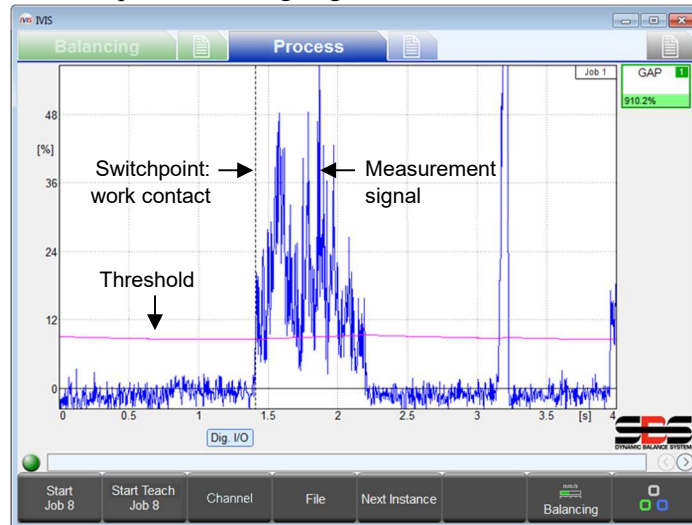 IVIS IVIS
Balancing
Process
Job 1
GAP 1
910.2%
48
[%]
36
24
12
0
Switchpoint:
work contact
Measurement
signal
Threshold
0 0.5 1 1.5 2 2.5 3 3.5 [s] 4
Dig. I/O
SBS
DYNAMIC BALANCE SYSTEMS
Start
Job 8
Start Teach
Job 8
Channel
File
Next Instance
Balancing